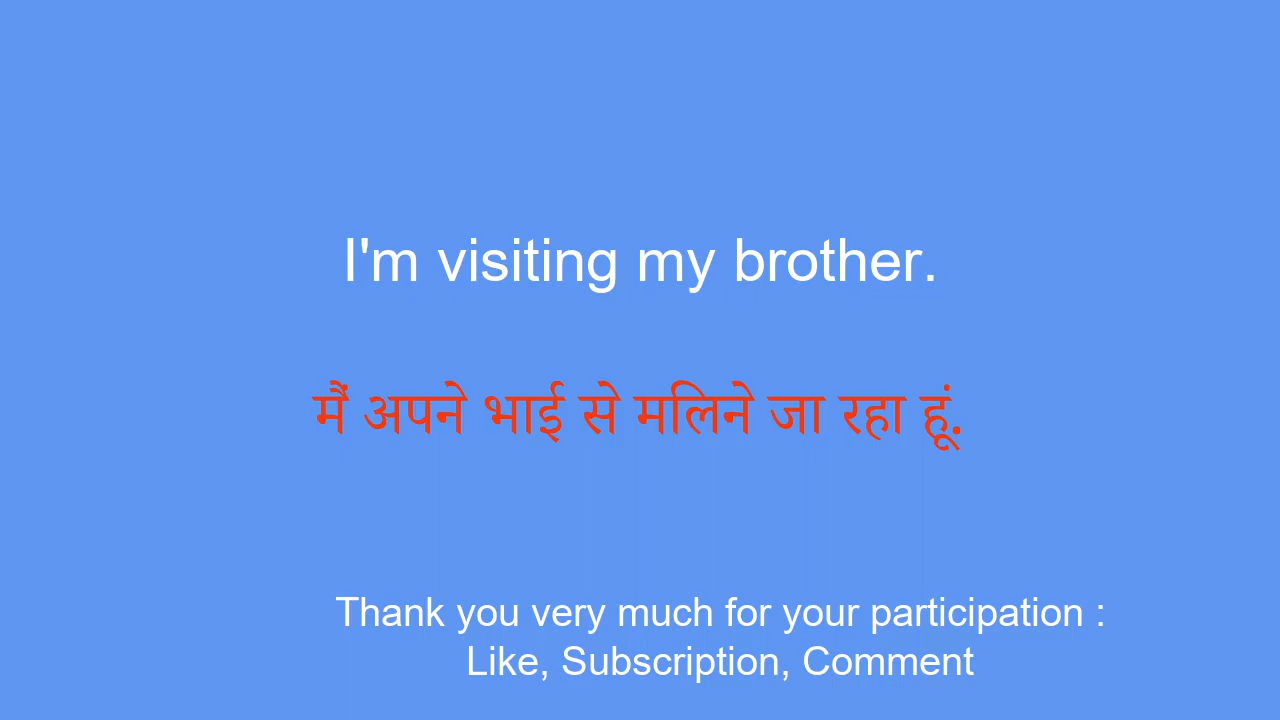 I'm visiting my brother.
मैं अपने भाई से मलिने जा रहा हूं.
Thank you very much for your participation :
Like, Subscription, Comment